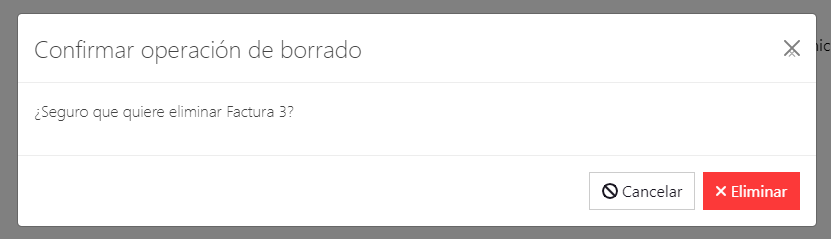 Confirmar operación de borrado
¿Seguro que quiere eliminar Factura 3?
Cancelar
Eliminar